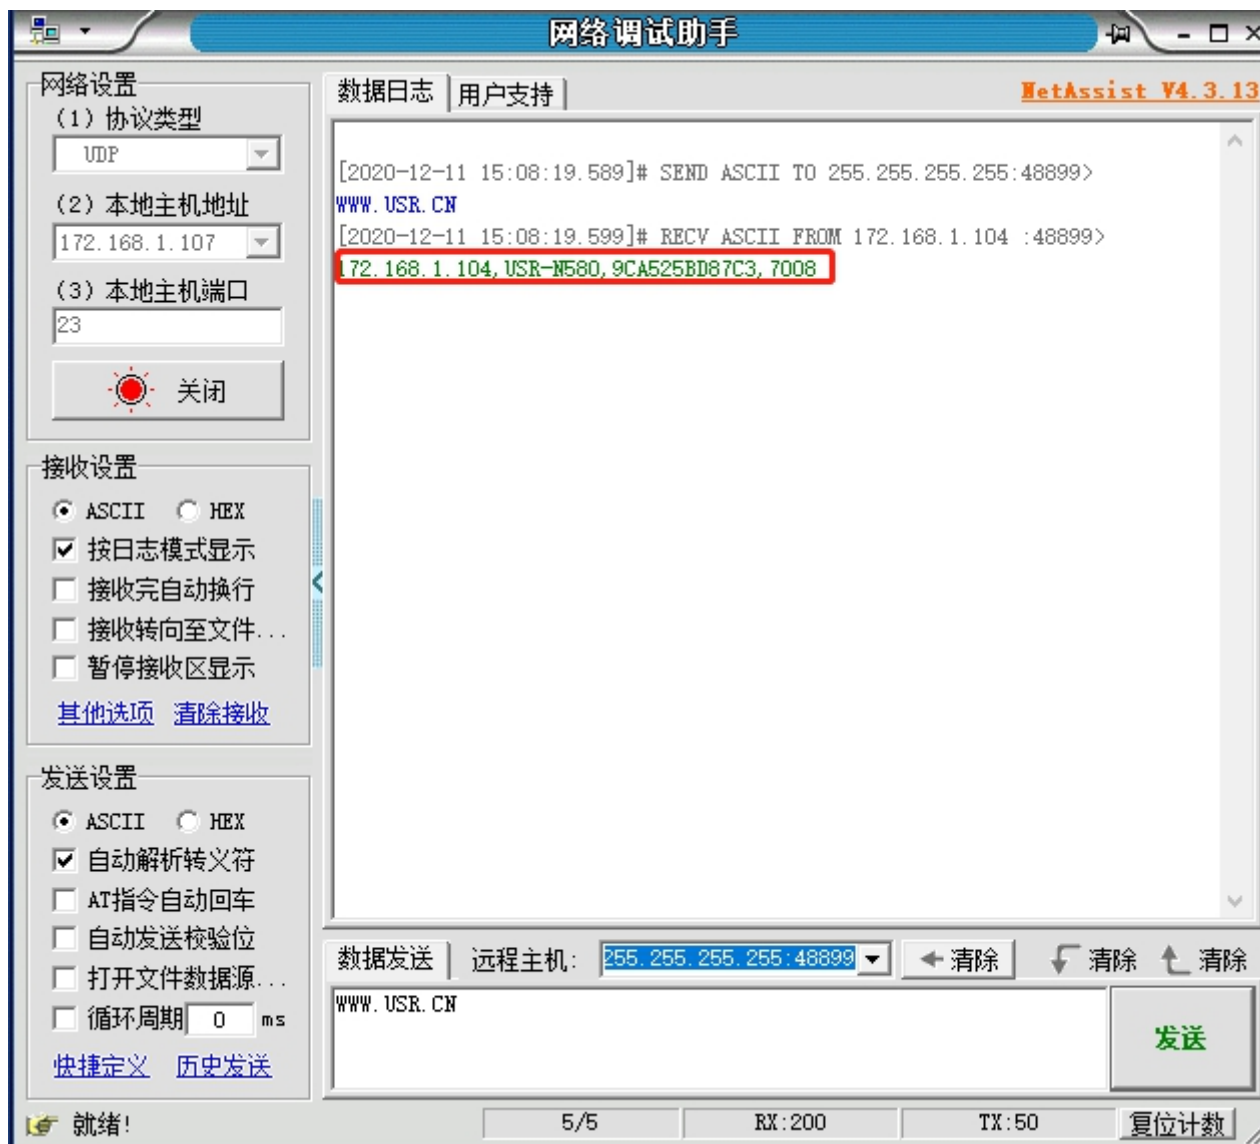 网络调试助手
网络设置
(1) 协议类型
UDP
(2) 本地主机地址
172.168.1.107
(3) 本地主机端口
23
关闭
接收设置
ASCII HEX
按日志模式显示
接收完自动换行
接收转向至文件...
暂停接收区显示
其他选项 清除接收
发送设置
ASCII HEX
自动解析转义符
AT指令自动回车
自动发送校验位
打开文件数据源...
循环周期 0 ms
快捷定义 历史发送
数据日志 用户支持 NetAssist V4.3.13
[2020-12-11 15:08:19.589]# SEND ASCII TO 255.255.255.255:48899>
WWW.USR.CN
[2020-12-11 15:08:19.599]# RECV ASCII FROM 172.168.1.104 :48899>
172.168.1.104,USR-N580,9CA525BD87C3,7008
数据发送 远程主机: 255.255.255.255:48899 清除 清除 清除
WWW.USR.CN
发送
就绪! 5/5 RX:200 TX:50 复位计数